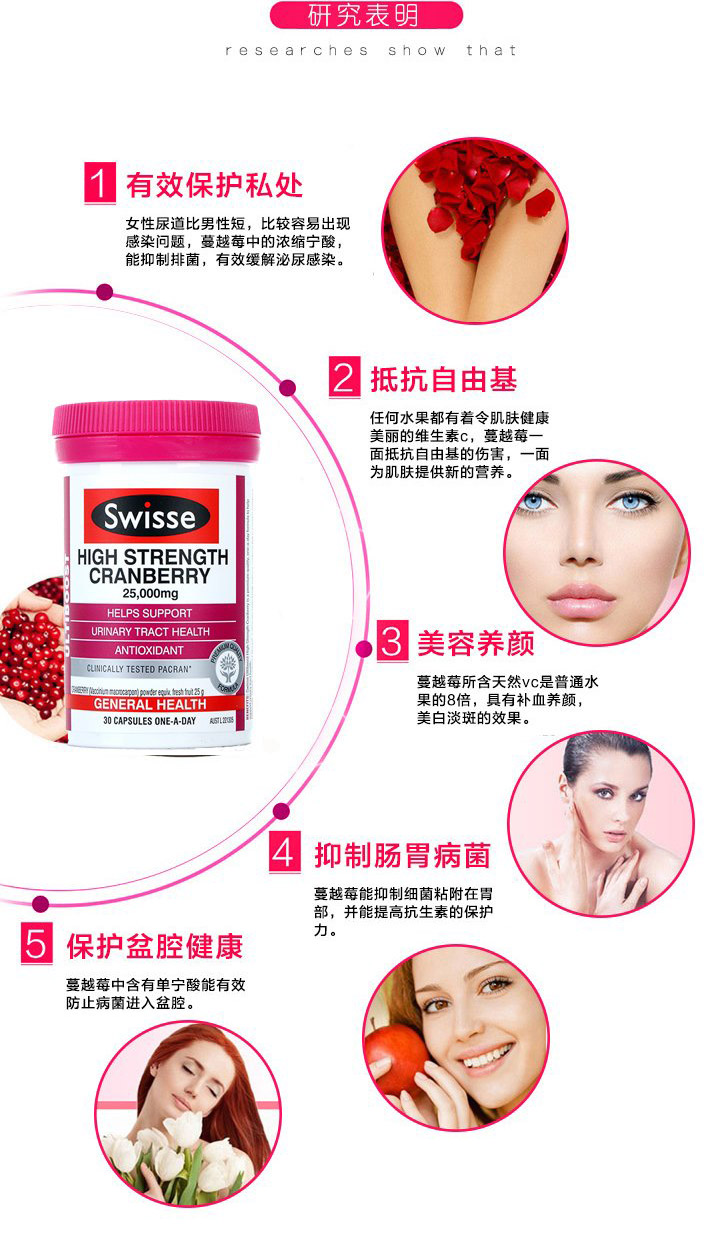 研究表明
researches show that
1 有效保护私处
女性尿道比男性短，比较容易出现
感染问题，蔓越莓中的浓缩宁酸，
能抑制排菌，有效缓解泌尿感染。
2 抵抗自由基
任何水果都有着令肌肤健康
美丽的维生素c，蔓越莓一
面抵抗自由基的伤害，一面
为肌肤提供新的营养。
Swisse
HIGH STRENGTH
CRANBERRY
25,000mg
HELPS SUPPORT
URINARY TRACT HEALTH
ANTIOXIDANT
CLINICALLY TESTED PACRAN*
PREMIUM QUALITY
FORMULA
CRANBERRY (Vaccinium macrocarpon) powder equiv. fresh fruit 25 g
GENERAL HEALTH
30 CAPSULES ONE-A-DAY
ULTIBOOST
3 美容养颜
蔓越莓所含天然vc是普通水
果的8倍，具有补血养颜，
美白淡斑的效果。
4 抑制肠胃病菌
蔓越莓能抑制细菌粘附在胃
部，并能提高抗生素的保护
力。
5 保护盆腔健康
蔓越莓中含有单宁酸能有效
防止病菌进入盆腔。